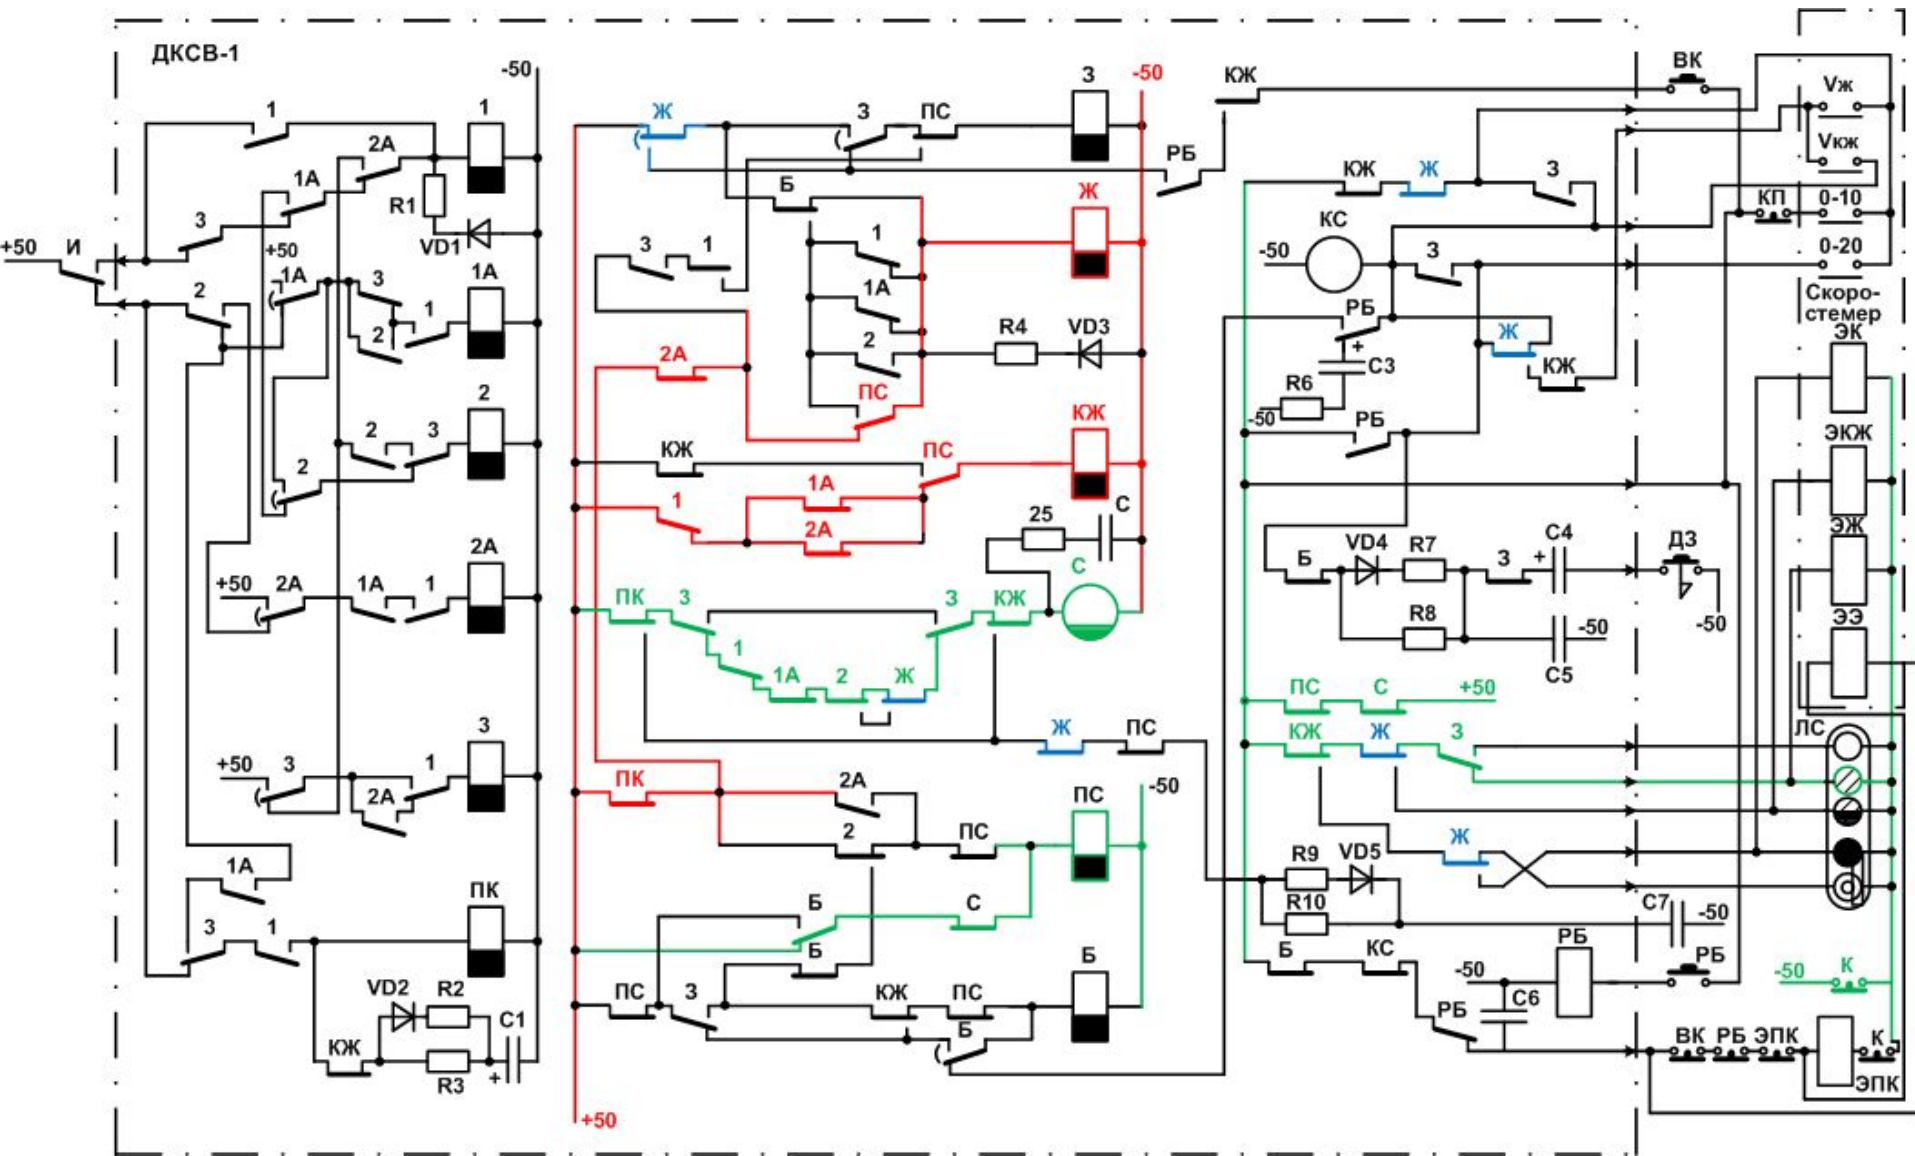 ДКСВ-1
-50
1
1
2А
1А
R1
VD1
3
+50
И
+50
1А
3
1А
2
1
2
2
2
3
2
2А
+50
2А
1А
1
3
+50
3
1
2А
1А
ПК
3
1
VD2
R2
C1
КЖ
R3
+
Ж
3
ПС
З
-50
КЖ
РБ
Б
Ж
3
1
1
1А
2
R4
VD3
2А
ПС
КЖ
КЖ
ПС
1
1А
2А
25
С
С
ПК
3
3
КЖ
1
1А
2
Ж
Ж
ПС
ПК
2А
ПС
-50
2
ПС
Б
С
Б
Б
ПС
3
КЖ
ПС
Б
+50
ВК
Vж
Vкж
КЖ
Ж
3
КП
0-10
КС
-50
3
0-20
Скоро-
стемер
РБ
+
C3
Ж
КЖ
ЭК
R6
-50
РБ
ЭКЖ
ЭЖ
Б
VD4
R7
3
+
C4
ДЗ
R8
-50
-50
C5
ЭЭ
ПС
С
+50
КЖ
Ж
3
ЛС
Ж
R9
VD5
R10
C7
-50
Б
КС
РБ
РБ
-50
C6
-50
К
РБ
ВК
РБ
ЭПК
К
ЭПК